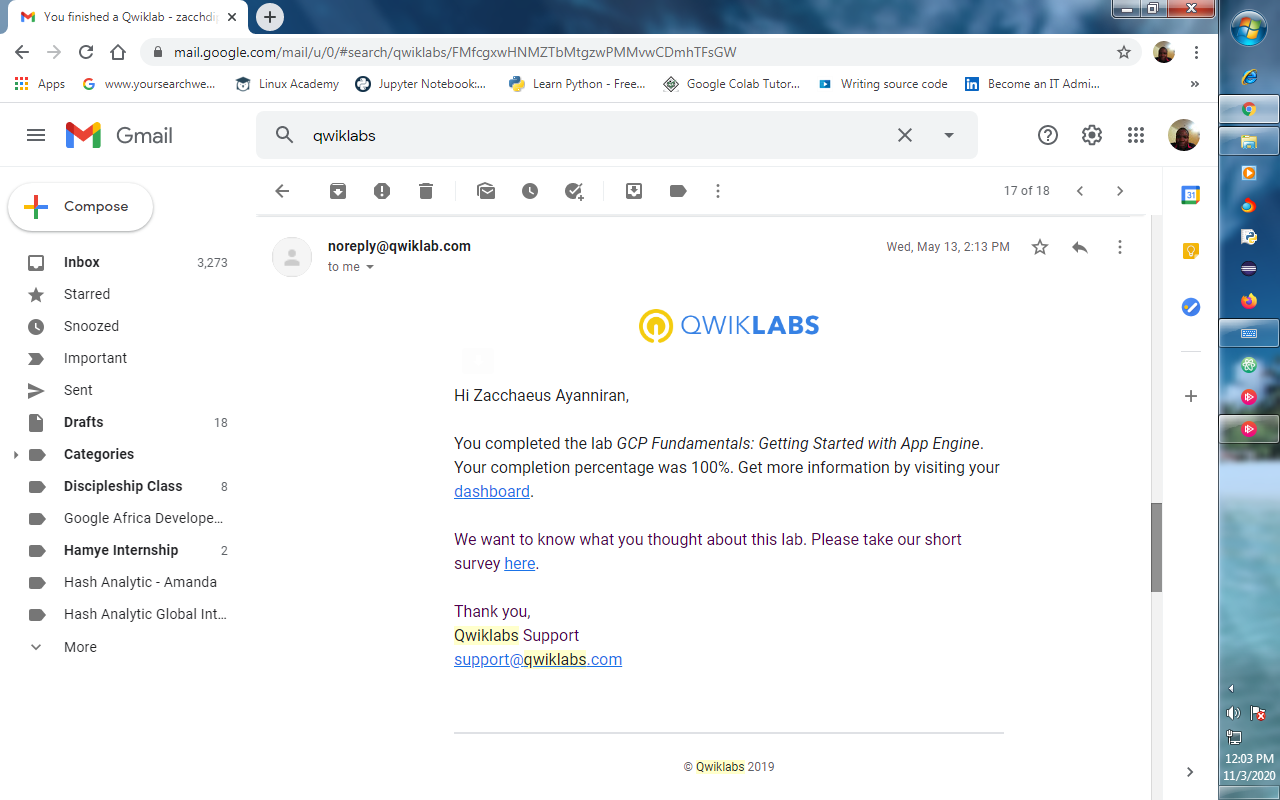 You finished a Qwiklab - zacchdi
mail.google.com/mail/u/0/#search/qwiklabs/FMfcgxwHNMZTbMtgzwPMMvwCDmhTFsGW
Apps
www.yoursearchwe...
Linux Academy
Jupyter Notebook:...
Learn Python - Free...
Google Colab Tutor...
Writing source code
Become an IT Admi...
»
Gmail
qwiklabs
Compose
17 of 18
Inbox 3,273
Starred
Snoozed
Important
Sent
Drafts 18
Categories
Discipleship Class 8
Google Africa Develope...
Hamye Internship 2
Hash Analytic - Amanda
Hash Analytic Global Int...
More
noreply@qwiklab.com
Wed, May 13, 2:13 PM
to me
QWIKLABS
Hi Zacchaeus Ayanniran,
You completed the lab GCP Fundamentals: Getting Started with App Engine.
Your completion percentage was 100%. Get more information by visiting your
dashboard.
We want to know what you thought about this lab. Please take our short
survey here.
Thank you,
Qwiklabs Support
support@qwiklabs.com
© Qwiklabs 2019
31
12:03 PM
11/3/2020